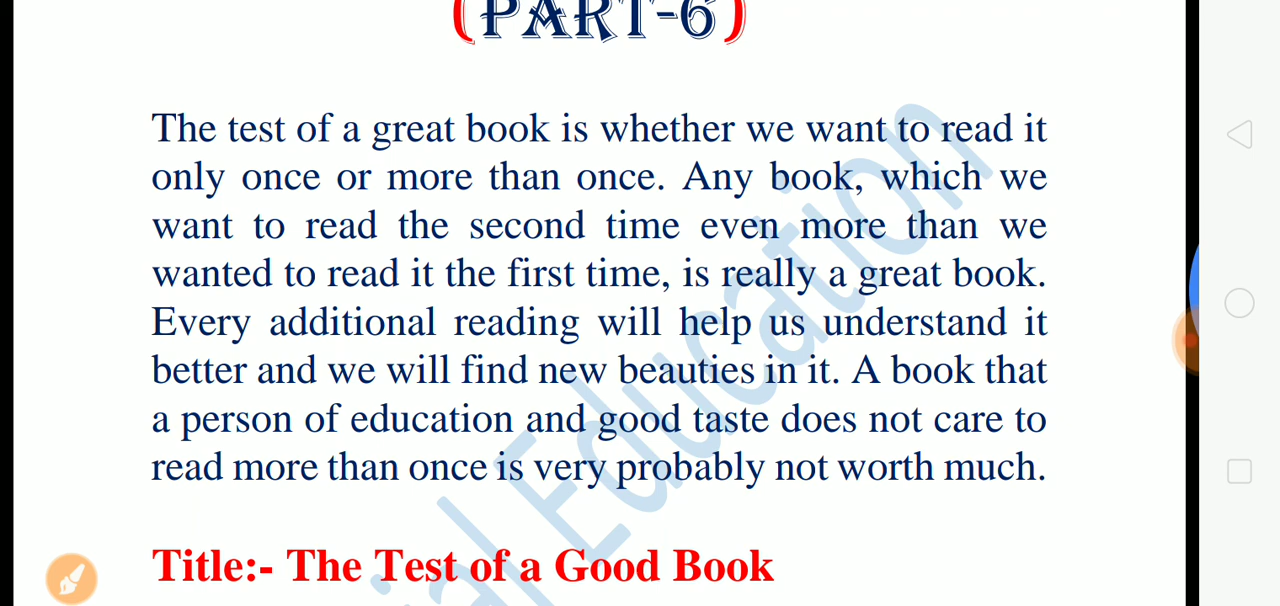 (PART-6)
The test of a great book is whether we want to read it
only once or more than once. Any book, which we
want to read the second time even more than we
wanted to read it the first time, is really a great book.
Every additional reading will help us understand it
better and we will find new beauties in it. A book that
a person of education and good taste does not care to
read more than once is very probably not worth much.
Title:- The Test of a Good Book
Education